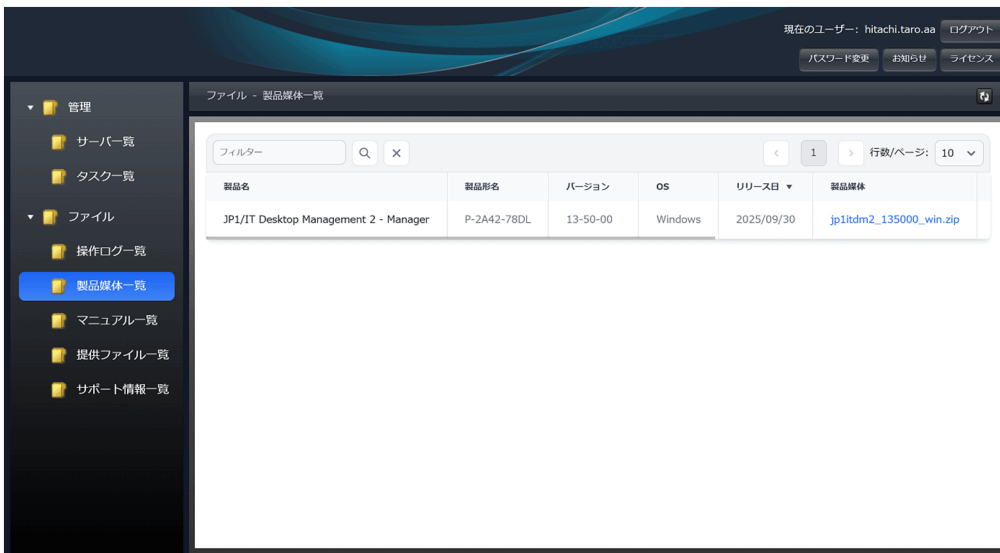 現在のユーザー: hitachi.taro.aa ログアウト
パスワード変更 お知らせ ライセンス
管理
サーバ一覧
タスク一覧
ファイル
操作ログ一覧
製品媒体一覧
マニュアル一覧
提供ファイル一覧
サポート情報一覧
ファイル - 製品媒体一覧
フィルター 1 行数/ページ: 10
製品名 製品形名 バージョン OS リリース日 ▼ 製品媒体
JP1/IT Desktop Management 2 - Manager P-2A42-78DL 13-50-00 Windows 2025/09/30 jp1itdm2_135000_win.zip